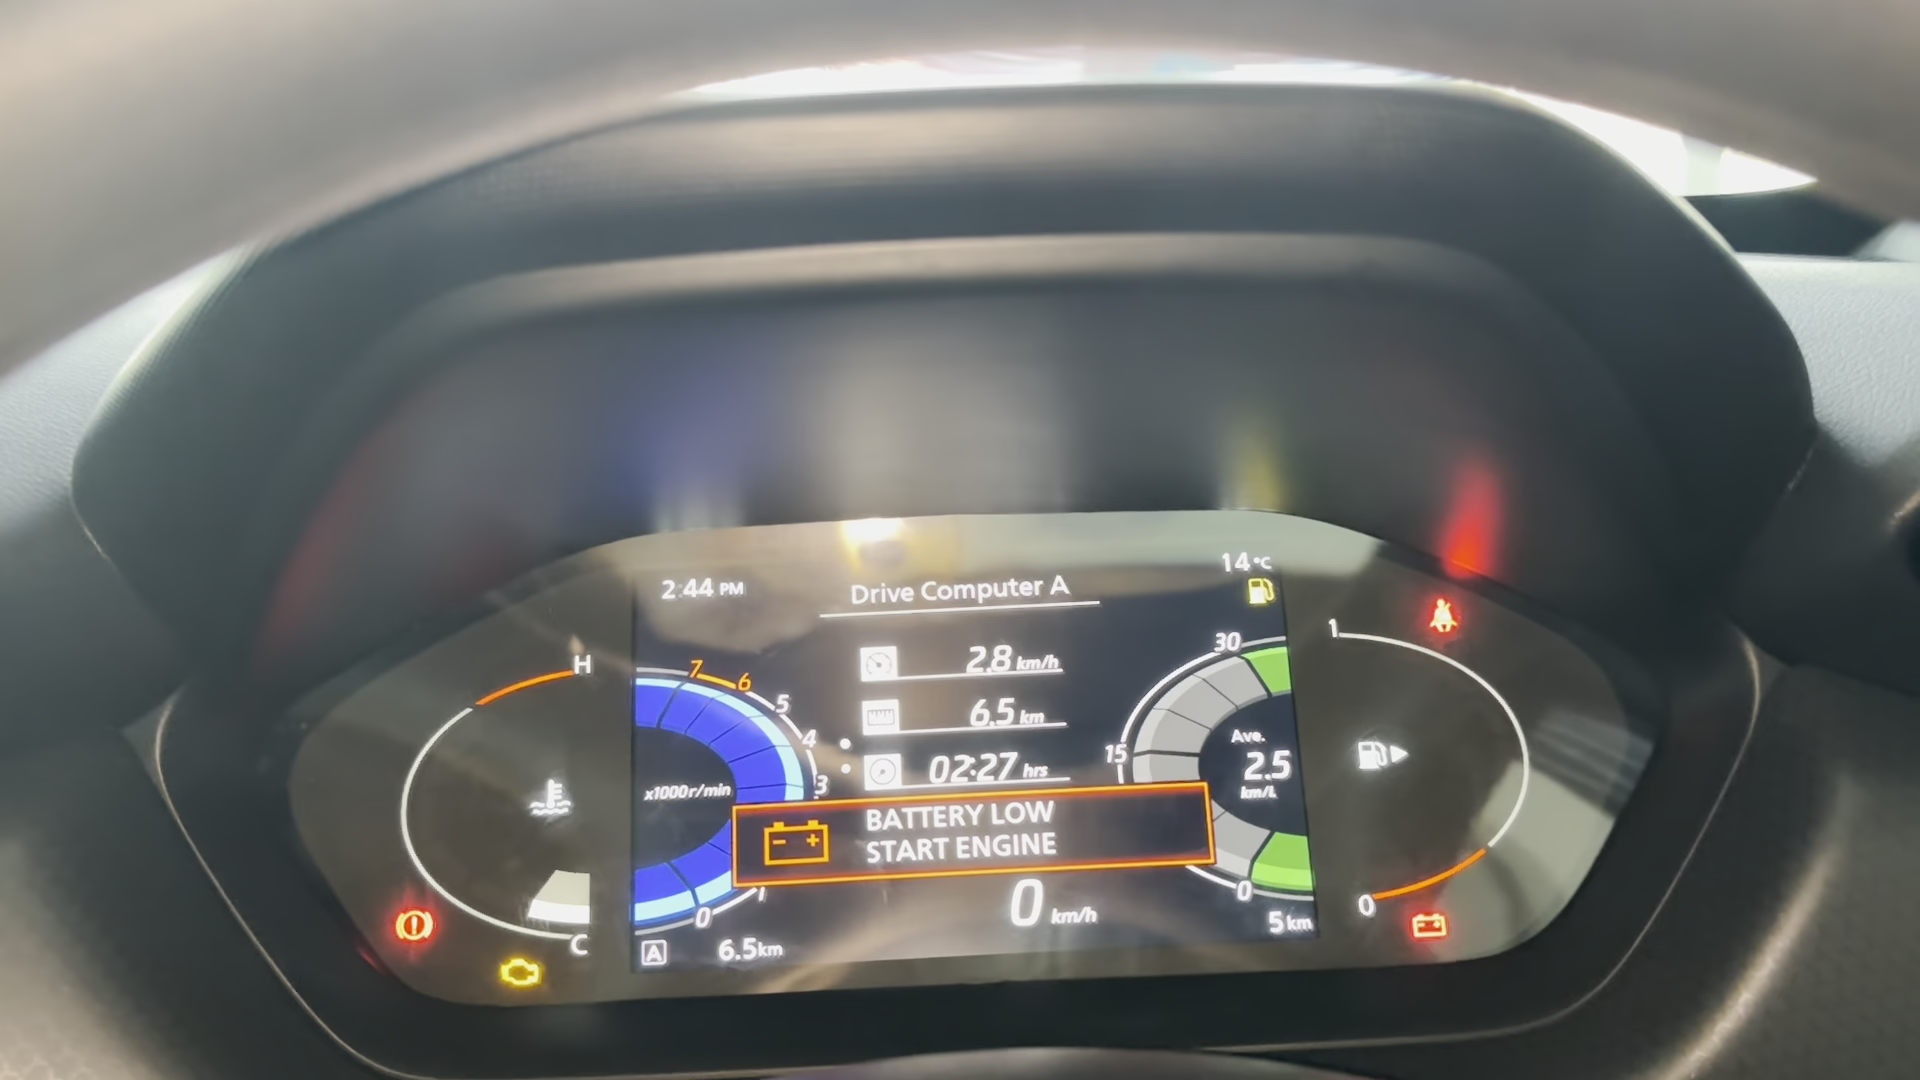 2:44 PM
Drive Computer A
14°C
2.8 km/h
6.5 km
02:27 hrs
H
C
7
6
5
4
3
1
0
x1000r/min
30
15
0
Ave.
2.5
km/L
1
0
BATTERY LOW
START ENGINE
0 km/h
A
6.5km
5km